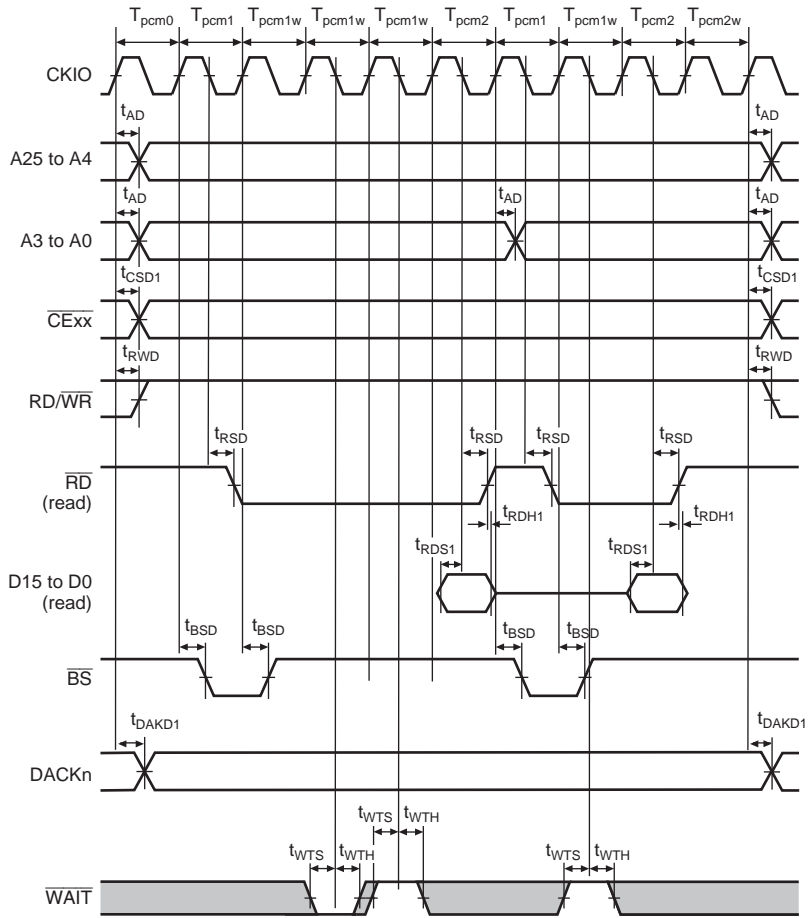 Tpcm0 Tpcm1 Tpcm1w Tpcm1w Tpcm1w Tpcm2 Tpcm1 Tpcm1w Tpcm2 Tpcm2w
CKIO
tAD tAD
A25 to A4
tAD tAD tAD
A3 to A0
tCSD1 tCSD1
CExx
tRWD tRWD
RD/WR
tRSD tRSD tRSD tRSD
RD
(read)
tRDH1 tRDH1
tRDS1 tRDS1
D15 to D0
(read)
tBSD tBSD tBSD tBSD
BS
tDAKD1 tDAKD1
DACKn
tWTS tWTH
tWTS tWTH tWTS tWTH
WAIT